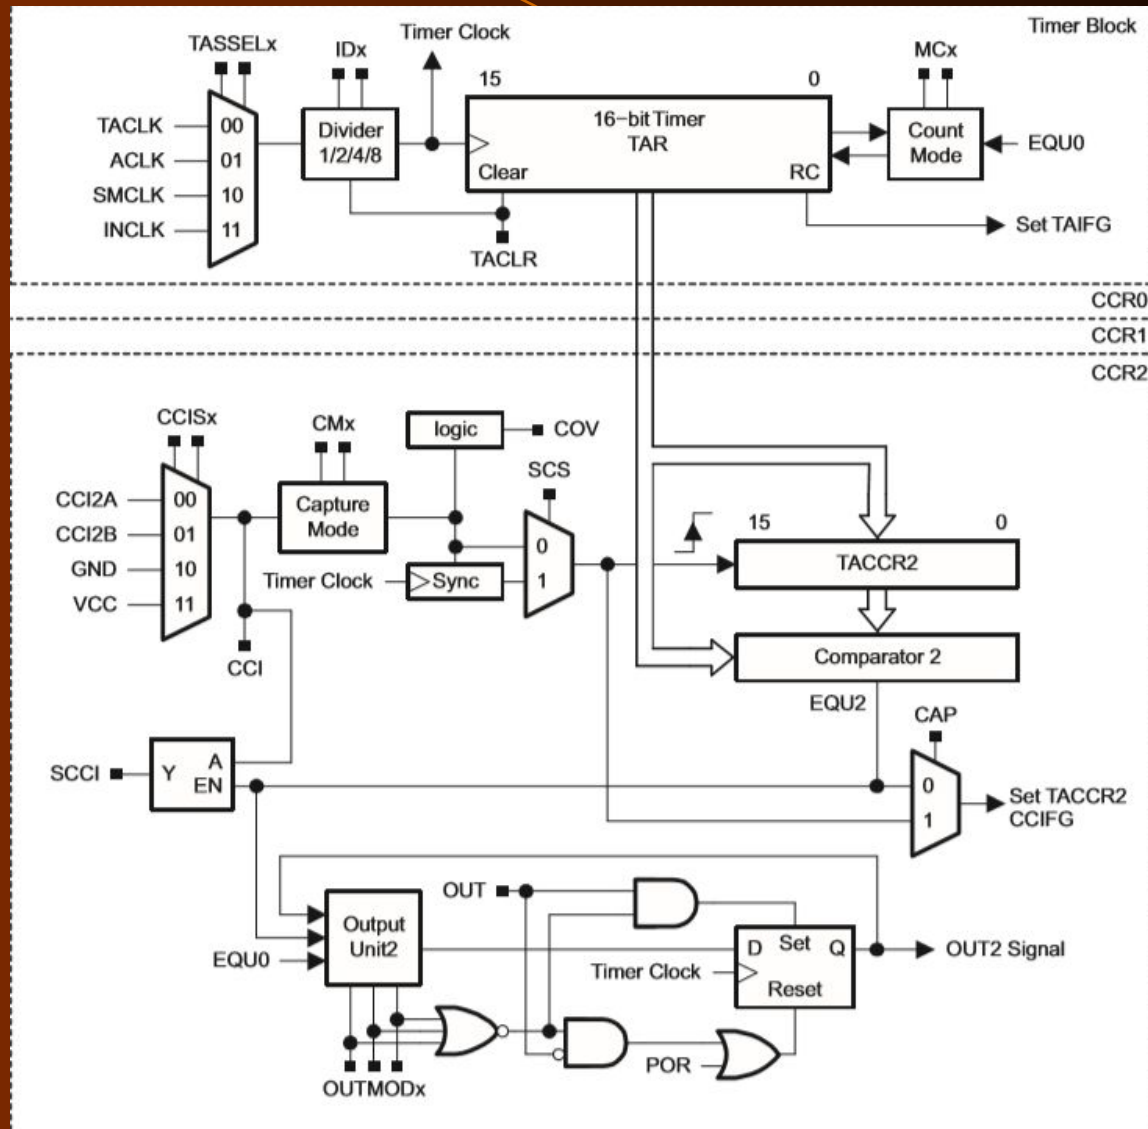 Timer Block
Timer Clock
TASSELx
IDx
15
0
MCx
TACLK
00
ACLK
01
SMCLK
10
INCLK
11
Divider
1/2/4/8
16−bit Timer
TAR
Clear
RC
Count
Mode
EQU0
Set TAIFG
TACLR
CCR0
CCR1
CCR2
CCISx
CMx
logic
COV
SCS
CCI2A
00
CCI2B
01
GND
10
VCC
11
Capture
Mode
Timer Clock
Sync
0
1
15
0
TACCR2
Comparator 2
CCI
EQU2
CAP
SCCI
Y
A
EN
0
1
Set TACCR2
CCIFG
OUT
Output
Unit2
EQU0
Timer Clock
D
Set
Q
Reset
OUT2 Signal
POR
OUTMODx